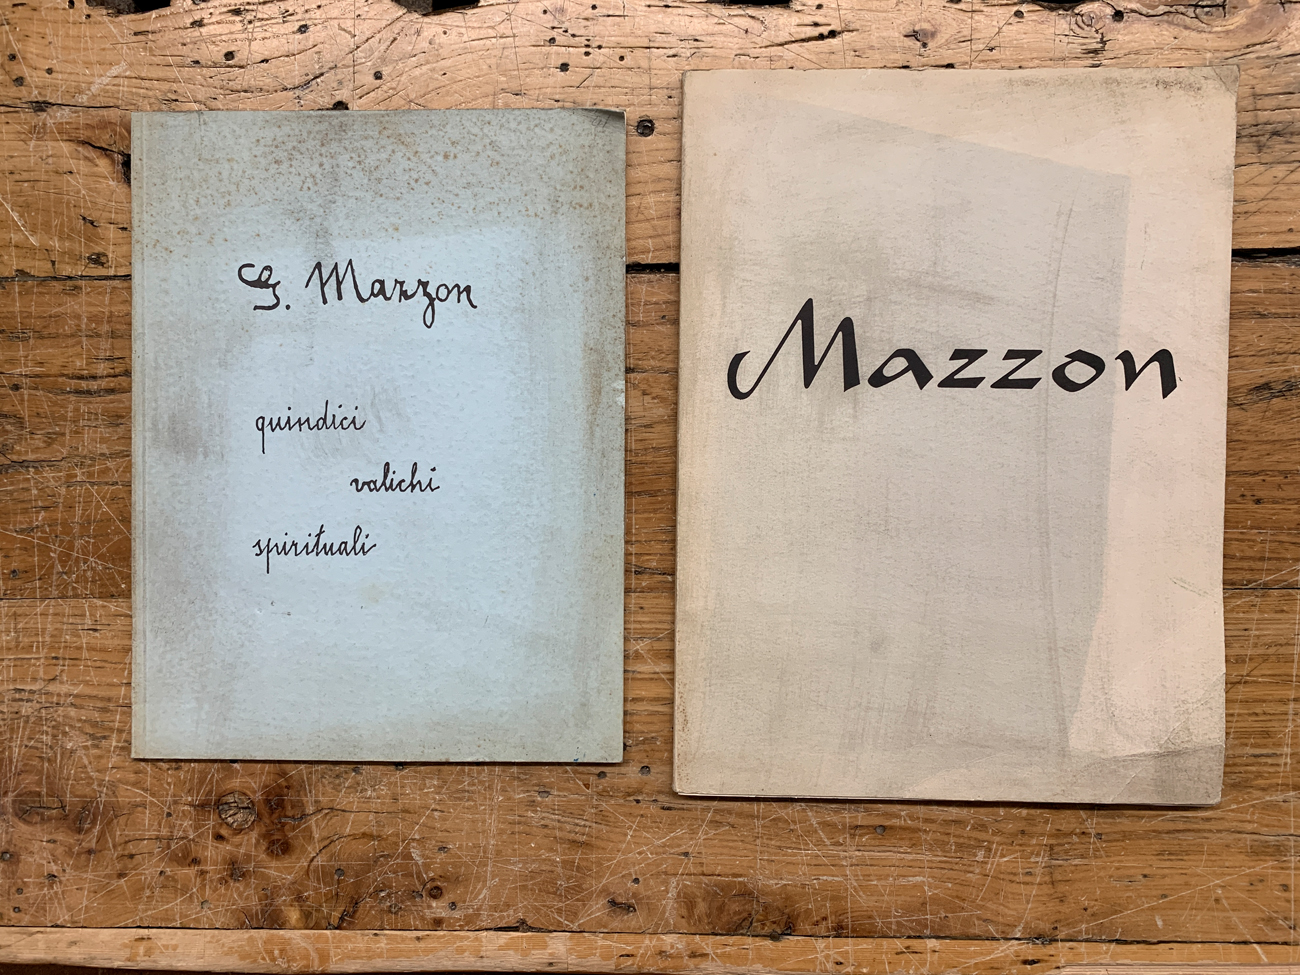 G. Mazzon
quindici
valichi
spirituali
Mazzon